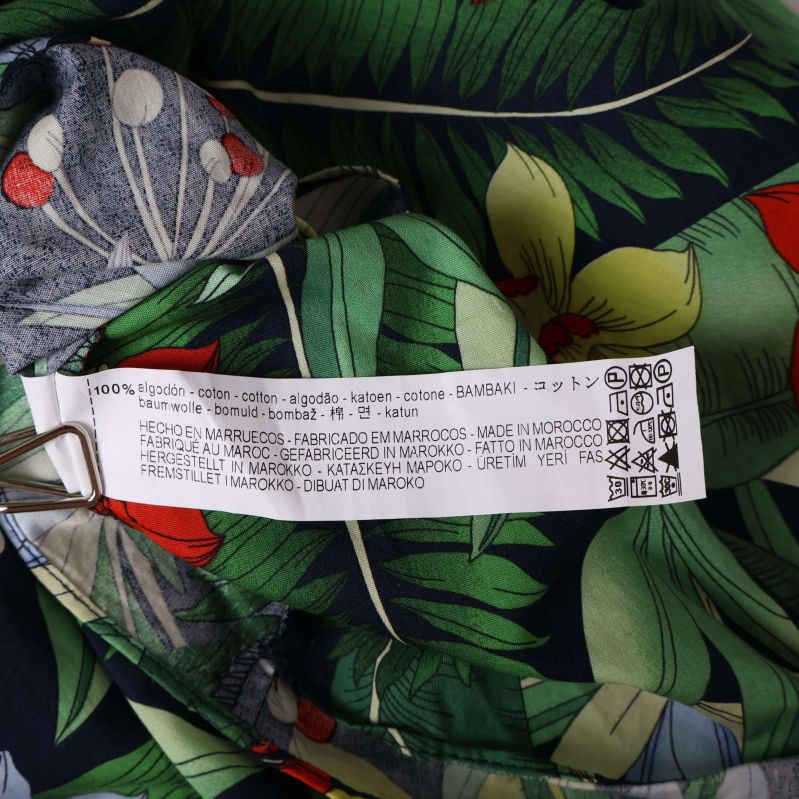 100% algodón - coton - cotton - algodão - katoen - cotone - BAMBAKI - コットン
baumwolle - bomuld - bombaž - 棉 - 면 - katun
HECHO EN MARRUECOS - FABRICADO EM MARROCOS - MADE IN MOROCCO
FABRIQUÉ AU MAROC - GEFABRICEERD IN MAROKKO - FATTO IN MAROCCO
HERGESTELLT IN MAROKKO - ΚΑΤΑΣΚΕΥΗ ΜΑΡΟΚΟ - ÜRETİM YERİ FAS
FREMSTILLET I MAROKKO - DIBUAT DI MAROKO